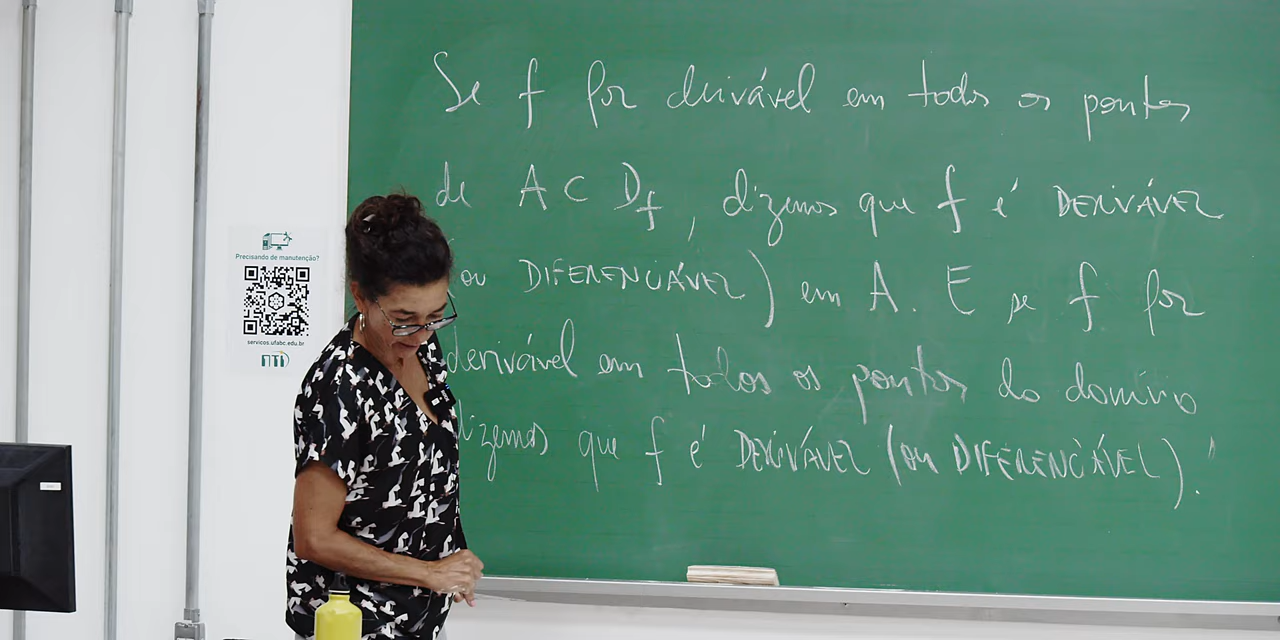 Precisando de manutenção?
servicos.ufabc.edu.br
Se f for derivável em todos os pontos
de A ⊂ Df, dizemos que f é DERIVÁVEL
ou DIFERENCIÁVEL) em A. E se f for
derivável em todos os pontos do domínio
dizemos que f é DERIVÁVEL (ou DIFERENCIÁVEL).